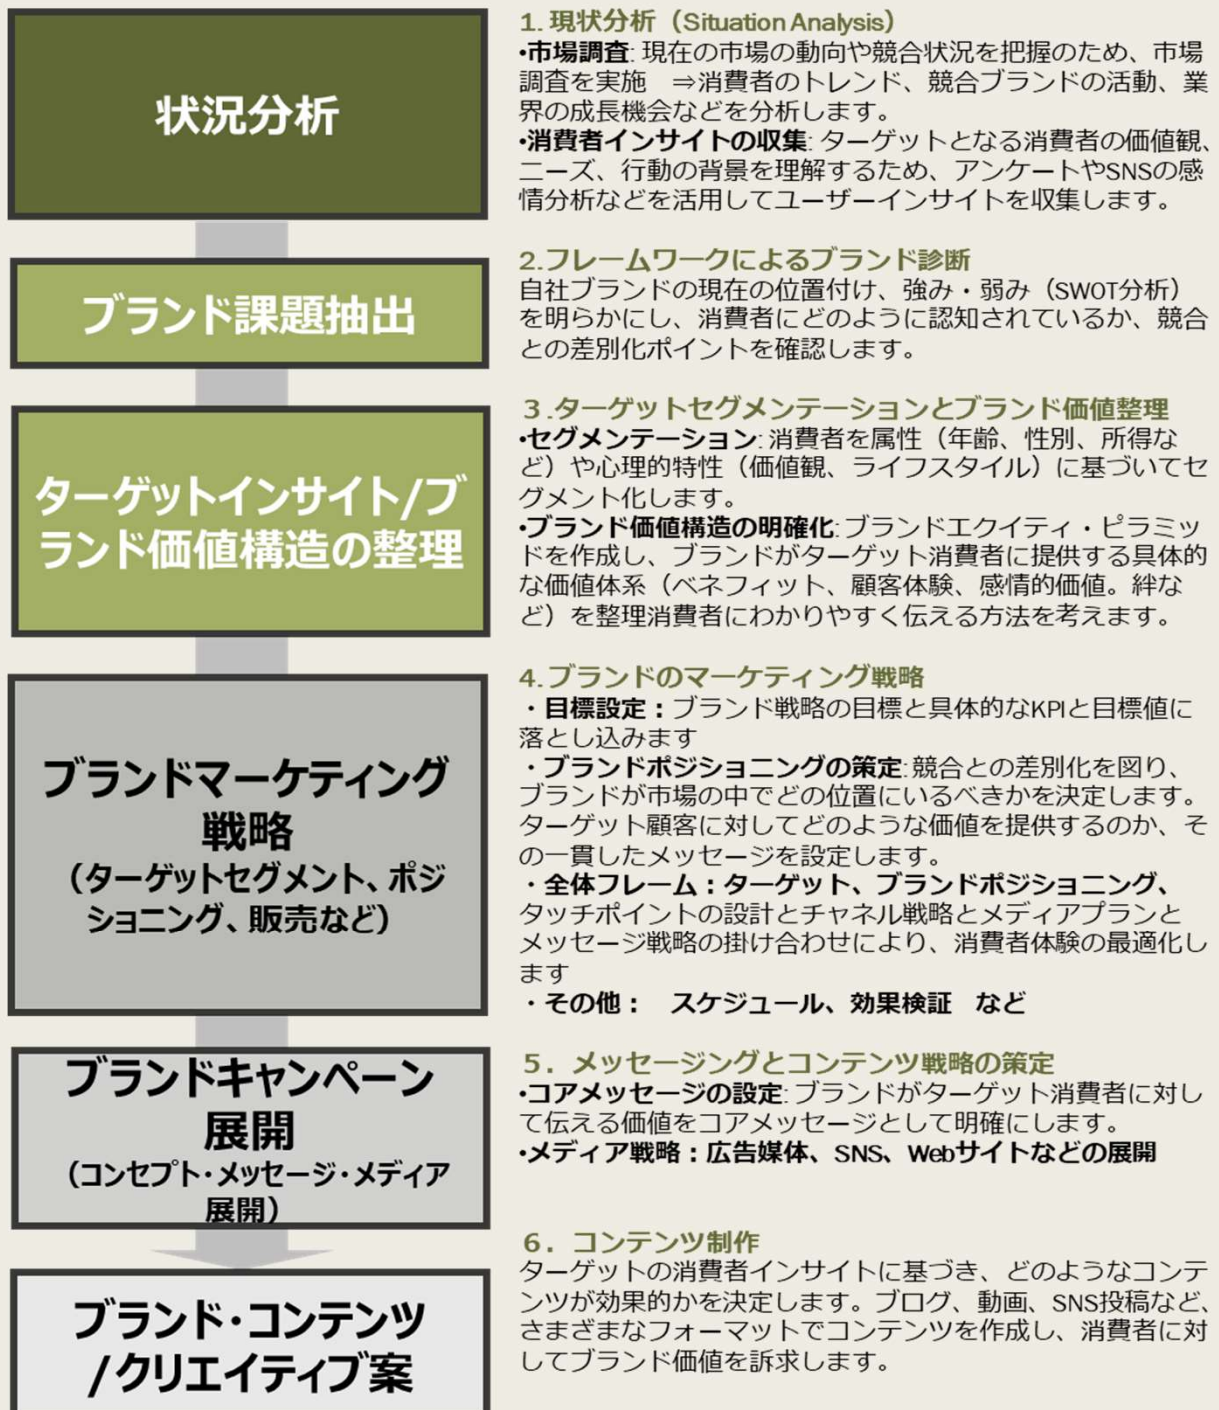 状況分析
1. 現状分析（Situation Analysis）
•市場調査: 現在の市場の動向や競合状況を把握のため、市場
調査を実施　⇒消費者のトレンド、競合ブランドの活動、業
界の成長機会などを分析します。
•消費者インサイトの収集: ターゲットとなる消費者の価値観、
ニーズ、行動の背景を理解するため、アンケートやSNSの感
情分析などを活用してユーザーインサイトを収集します。
ブランド課題抽出
2.フレームワークによるブランド診断
自社ブランドの現在の位置付け、強み・弱み（SWOT分析）
を明らかにし、消費者にどのように認知されているか、競合
との差別化ポイントを確認します。
ターゲットインサイト/ブ
ランド価値構造の整理
３.ターゲットセグメンテーションとブランド価値整理
•セグメンテーション: 消費者を属性（年齢、性別、所得な
ど）や心理的特性（価値観、ライフスタイル）に基づいてセ
グメント化します。
•ブランド価値構造の明確化: ブランドエクイティ・ピラミッ
ドを作成し、ブランドがターゲット消費者に提供する具体的
な価値体系（ベネフィット、顧客体験、感情的価値。絆な
ど）を整理消費者にわかりやすく伝える方法を考えます。
ブランドマーケティング
戦略
（ターゲットセグメント、ポジ
ショニング、販売など）
4.ブランドのマーケティング戦略
・目標設定：ブランド戦略の目標と具体的なKPIと目標値に
落とし込みます
・ブランドポジショニングの策定: 競合との差別化を図り、
ブランドが市場の中でどの位置にいるべきかを決定します。
ターゲット顧客に対してどのような価値を提供するのか、そ
の一貫したメッセージを設定します。
・全体フレーム：ターゲット、ブランドポジショニング、
タッチポイントの設計とチャネル戦略とメディアプランと
メッセージ戦略の掛け合わせにより、消費者体験の最適化し
ます
・その他：　スケジュール、効果検証　など
ブランドキャンペーン
展開
（コンセプト・メッセージ・メディア
展開）
５．メッセージングとコンテンツ戦略の策定
•コアメッセージの設定: ブランドがターゲット消費者に対し
て伝える価値をコアメッセージとして明確にします。
•メディア戦略：広告媒体、SNS、Webサイトなどの展開
ブランド・コンテンツ
/クリエイティブ案
６．コンテンツ制作
ターゲットの消費者インサイトに基づき、どのようなコンテ
ンツが効果的かを決定します。ブログ、動画、SNS投稿など、
さまざまなフォーマットでコンテンツを作成し、消費者に対
してブランド価値を訴求します。